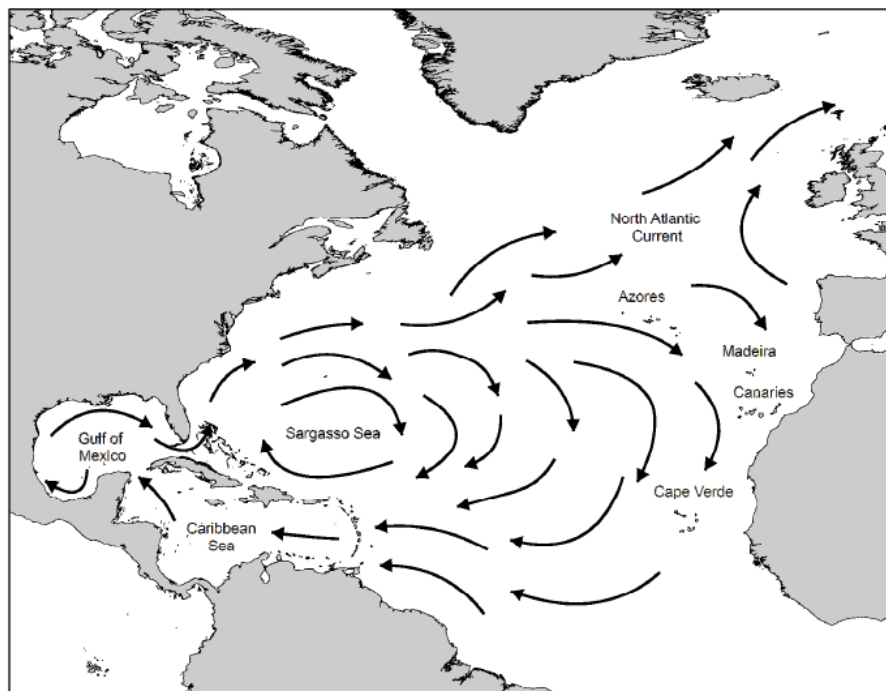 North Atlantic
Current
Azores
Madeira
Canaries
Sargasso Sea
Gulf of
Mexico
Cape Verde
Caribbean
Sea